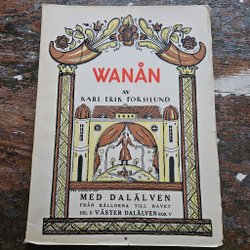 WANÅN
AV
KARL ERIK FORSSLUND
MED DALÄLVEN
FRÅN KÄLLORNA TILL HAVET
DEL II VÄSTER DALÄLVEN BOK V